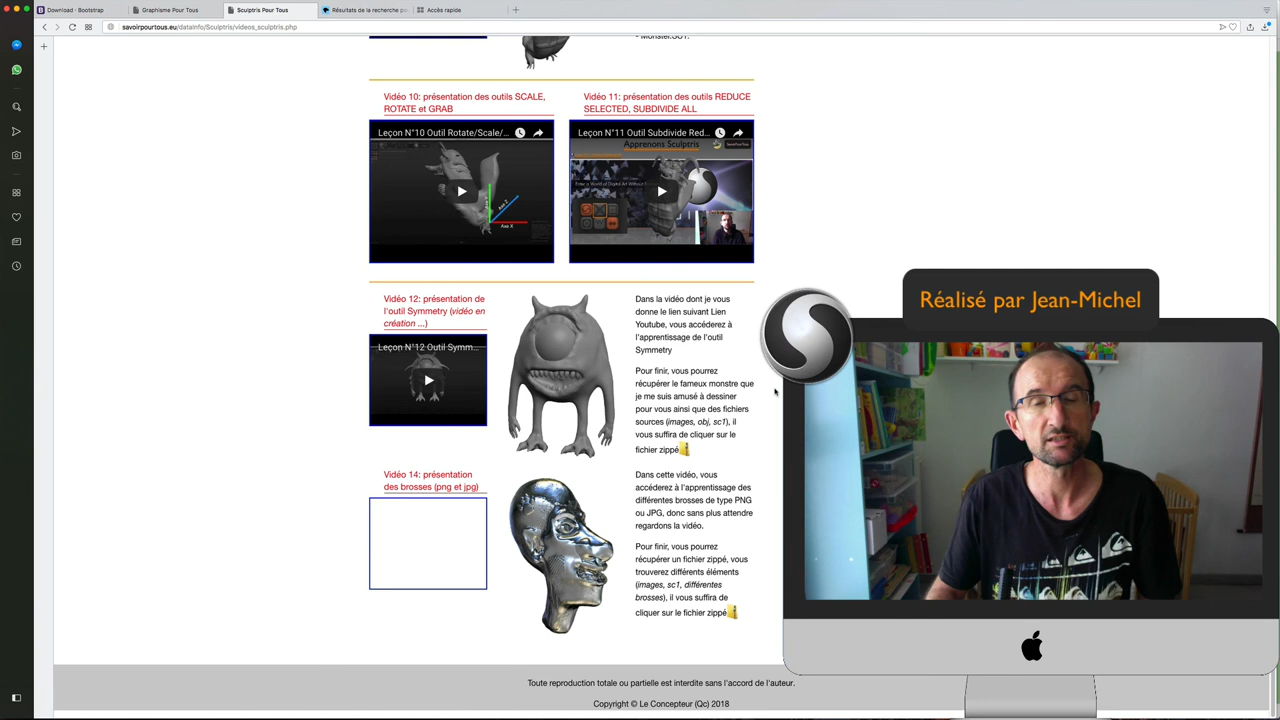 Download · Bootstrap
Graphisme Pour Tous
Sculptris Pour Tous
Résultats de la recherche po
Accès rapide
savoirpourtous.eu/dataInfo/Sculptris/videos_sculptris.php
- Monster.SC1.
Vidéo 10: présentation des outils SCALE,
ROTATE et GRAB
Leçon N°10 Outil Rotate/Scale/...
Axe Z
Axe X
Vidéo 11: présentation des outils REDUCE
SELECTED, SUBDIVIDE ALL
Leçon N°11 Outil Subdivide Red...
Apprenons Sculptris
Vidéo 12: présentation de
l'outil Symmetry (vidéo en
création ...)
Leçon N°12 Outil Symm...
Dans la vidéo dont je vous
donne le lien suivant Lien
Youtube, vous accéderez à
l'apprentissage de l'outil
Symmetry
Pour finir, vous pourrez
récupérer le fameux monstre que
je me suis amusé à dessiner
pour vous ainsi que des fichiers
sources (images, obj, sc1), il
vous suffira de cliquer sur le
fichier zippé
Vidéo 14: présentation
des brosses (png et jpg)
Dans cette vidéo, vous
accéderez à l'apprentissage des
différentes brosses de type PNG
ou JPG, donc sans plus attendre
regardons la vidéo.
Pour finir, vous pourrez
récupérer un fichier zippé, vous
trouverez différents éléments
(images, sc1, différentes
brosses), il vous suffira de
cliquer sur le fichier zippé
Réalisé par Jean-Michel
Toute reproduction totale ou partielle est interdite sans l'accord de l'auteur.
Copyright © Le Concepteur (Qc) 2018